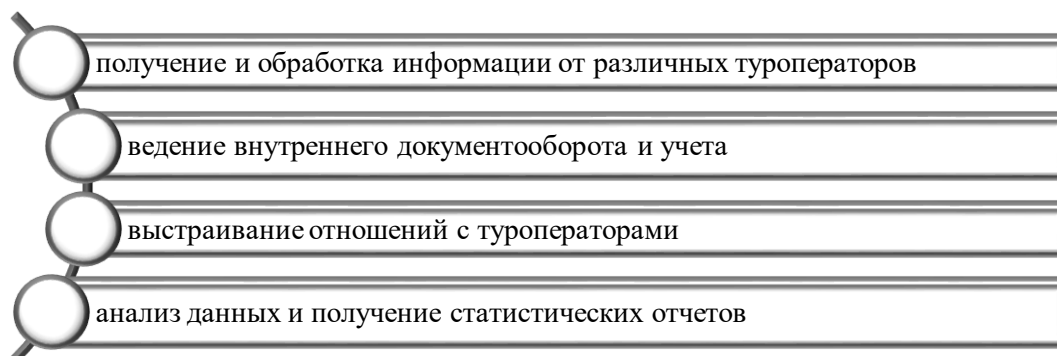 получение и обработка информации от различных туроператоров
ведение внутреннего документооборота и учета
выстраивание отношений с туроператорами
анализ данных и получение статистических отчетов